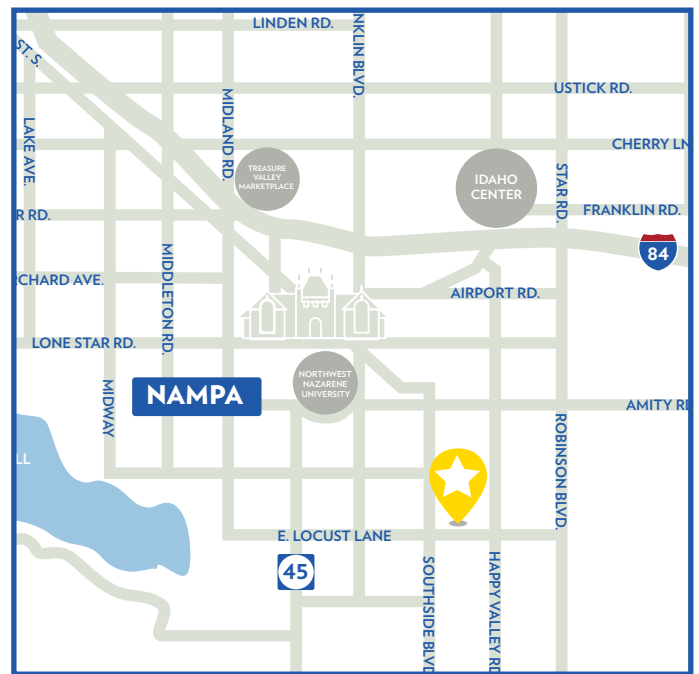 LINDEN RD.
NKLIN BLVD.
ST. S.
USTICK RD.
MIDLAND RD.
LAKE AVE.
CHERRY LN
TREASURE
VALLEY
MARKETPLACE
IDAHO
CENTER
STAR RD.
FRANKLIN RD.
R RD.
84
MIDDLETON RD.
RCHARD AVE.
AIRPORT RD.
LONE STAR RD.
NORTHWEST
NAZARENE
UNIVERSITY
MIDWAY
NAMPA
AMITY RD
ROBINSON BLVD.
LL
E. LOCUST LANE
45
SOUTHSIDE BLVD
HAPPY VALLEY RD